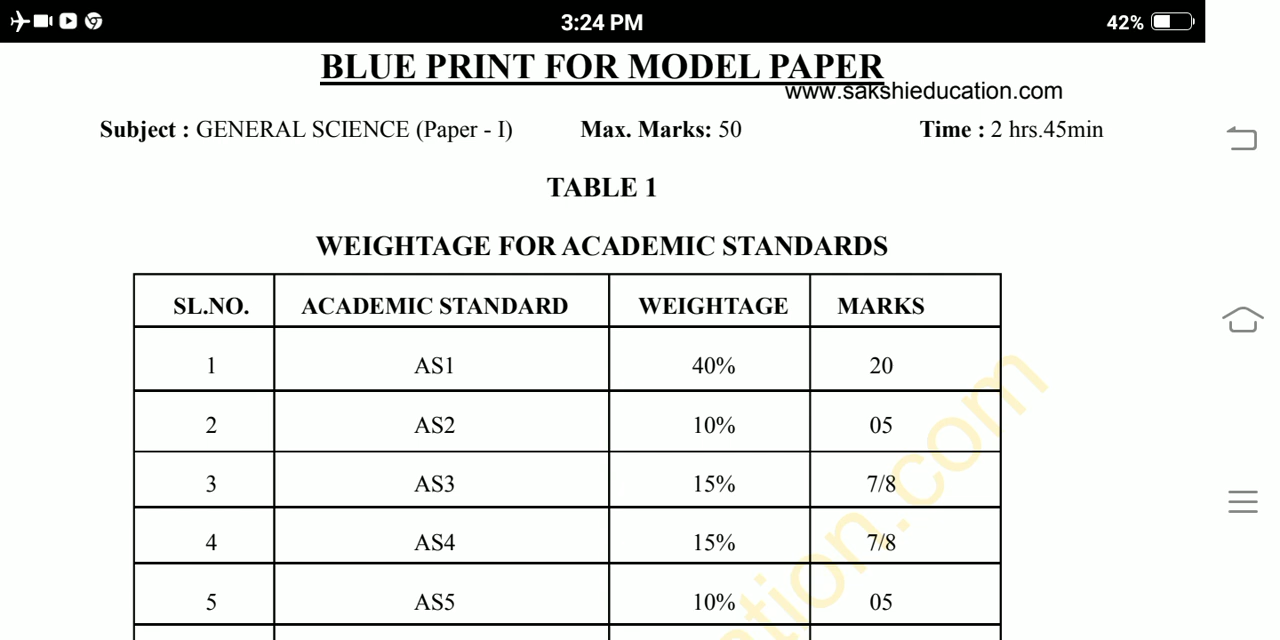 3:24 PM 42%
BLUE PRINT FOR MODEL PAPER
www.sakshieducation.com
Subject : GENERAL SCIENCE (Paper - I) Max. Marks: 50 Time : 2 hrs.45min
TABLE 1
WEIGHTAGE FOR ACADEMIC STANDARDS
SL.NO. ACADEMIC STANDARD WEIGHTAGE MARKS
1 AS1 40% 20
2 AS2 10% 05
3 AS3 15% 7/8
4 AS4 15% 7/8
5 AS5 10% 05
tion.com